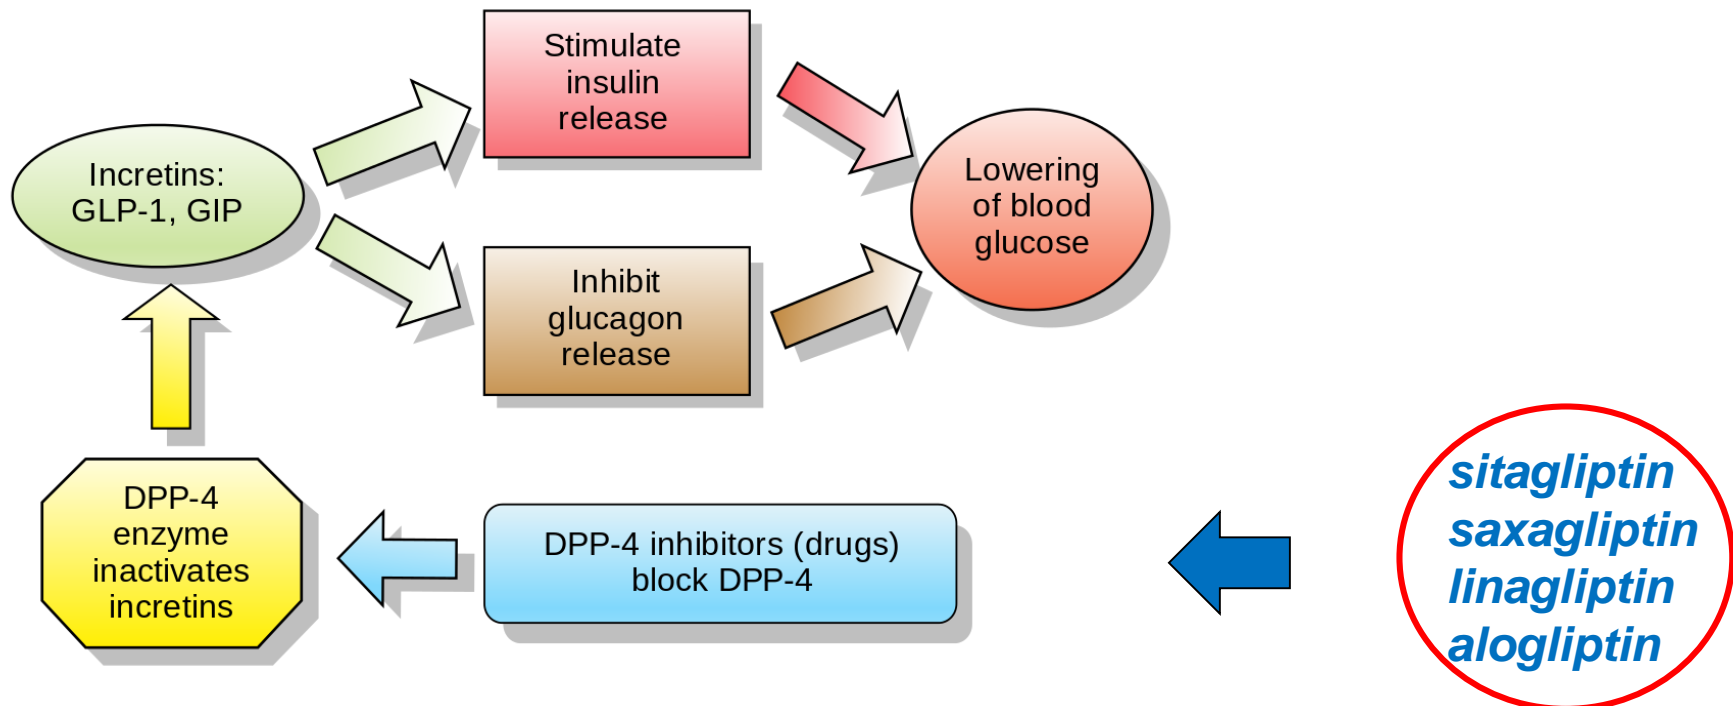 Stimulate
insulin
release
Incretins:
GLP-1, GIP
Lowering
of blood
glucose
Inhibit
glucagon
release
DPP-4
enzyme
inactivates
incretins
DPP-4 inhibitors (drugs)
block DPP-4
sitagliptin
saxagliptin
linagliptin
alogliptin